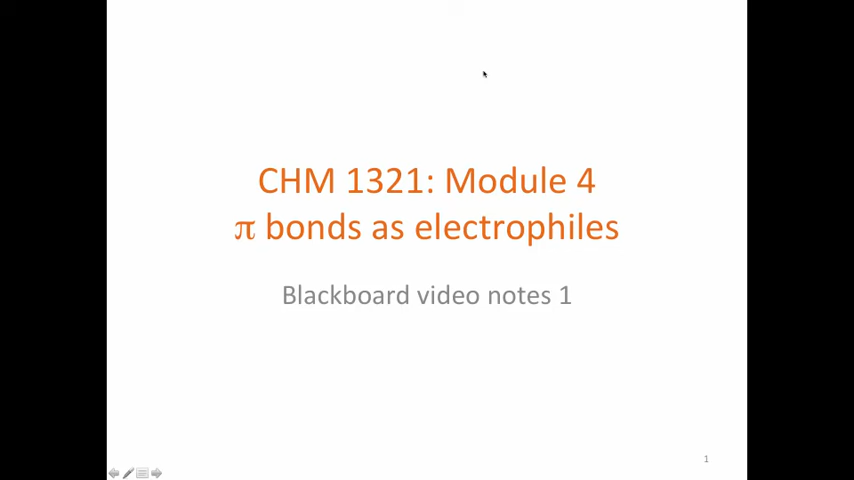 CHM 1321: Module 4
π bonds as electrophiles
Blackboard video notes 1
1